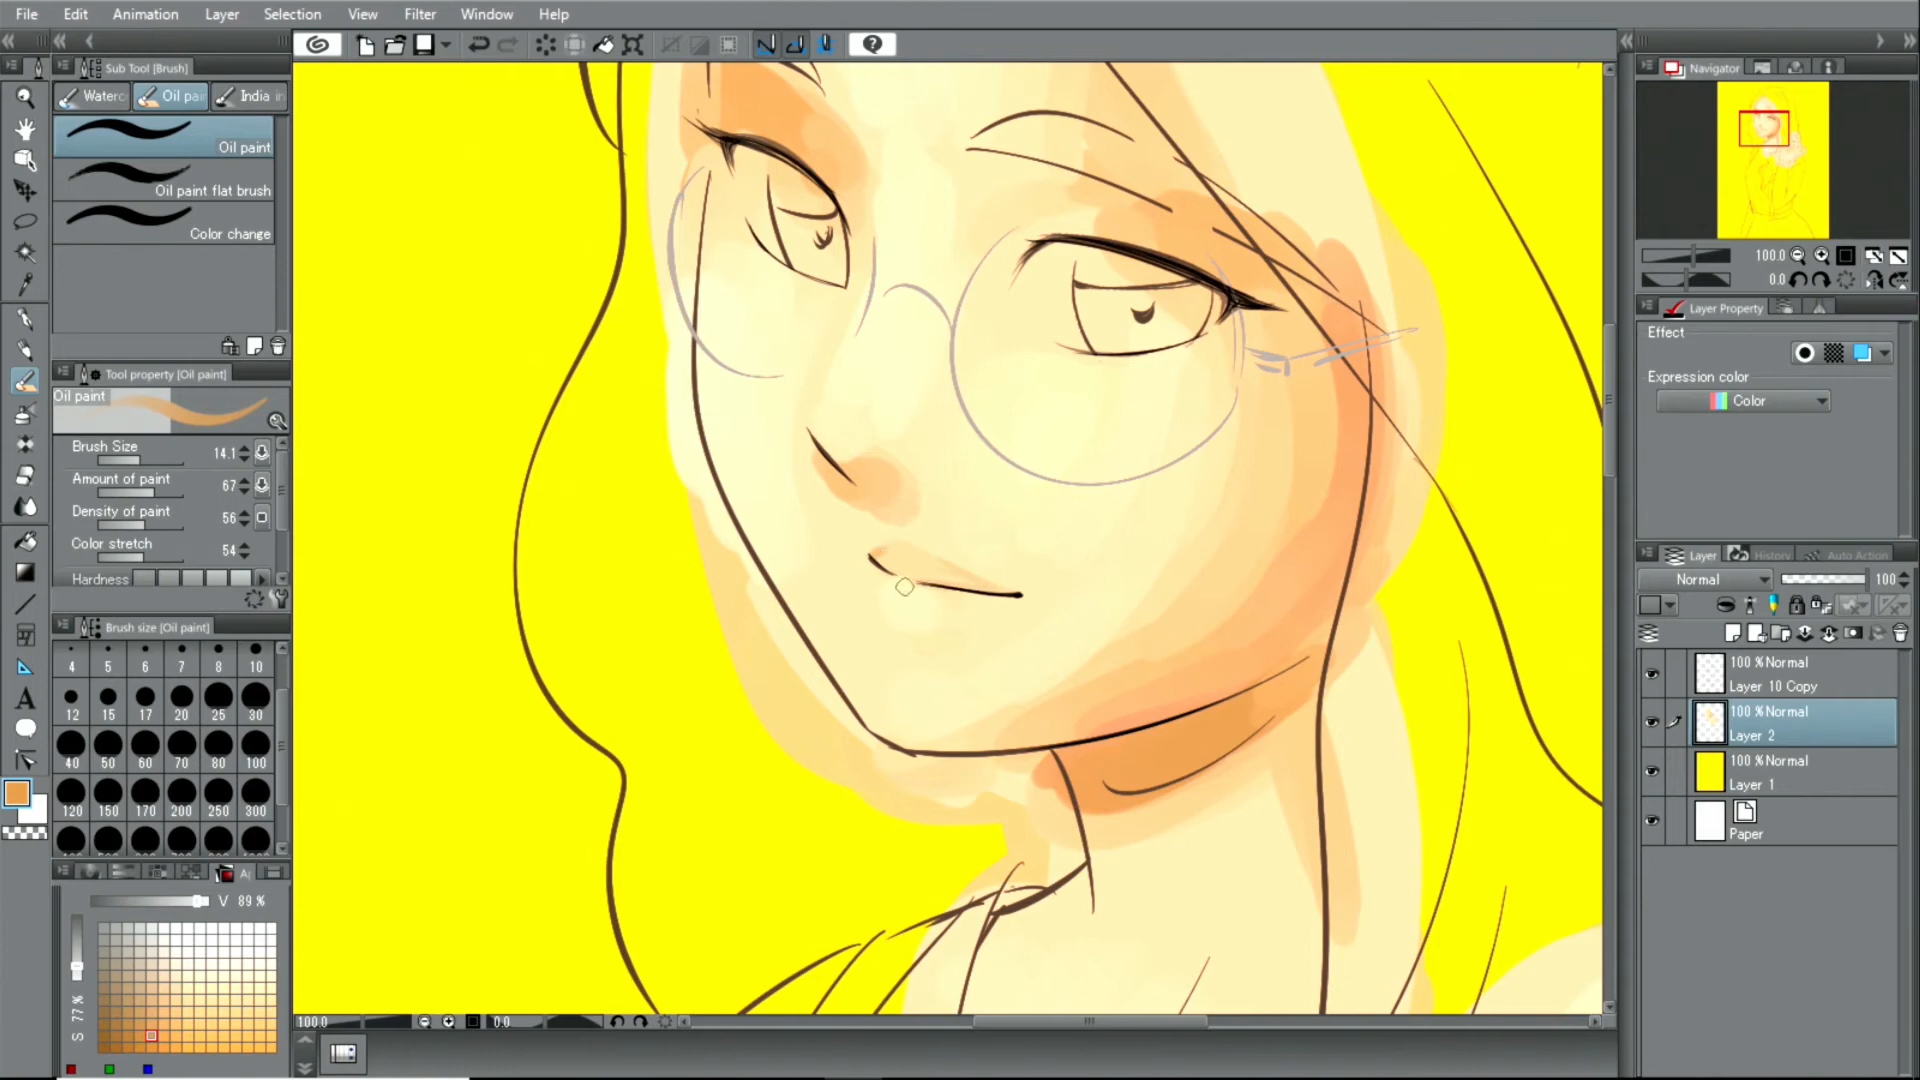 File Edit Animation Layer Selection View Filter Window Help
Sub Tool [Brush]
Waterc Oil pai India in
Oil paint
Oil paint flat brush
Color change
Tool property [Oil paint]
Oil paint
Brush Size 14.1
Amount of paint 67
Density of paint 56
Color stretch 54
Hardness
Brush size [Oil paint]
4 5 6 7 8 10
12 15 17 20 25 30
40 50 60 70 80 100
120 150 170 200 250 300
V 89 %
S 77 %
100.0 0.0
Navigator
100.0
0.0
Layer Property
Effect
Expression color
Color
Layer History Auto Action
Normal 100
100 % Normal
Layer 10 Copy
100 % Normal
Layer 2
100 % Normal
Layer 1
Paper